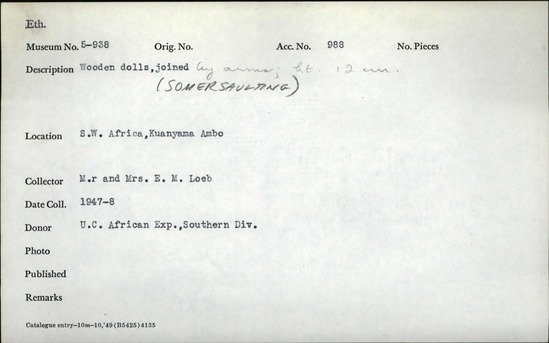 Eth.
Museum No. 5-938 Orig. No. Acc. No. 988 No. Pieces
Description Wooden dolls,joined by arms, ht. 12 cm.
(SOMERSAULTING)
Location S.W. Africa,Kuanyama Ambo
Collector M.r and Mrs. E. M. Loeb
Date Coll. 1947-8
Donor U.C. African Exp.,Southern Div.
Photo
Published
Remarks
Catalogue entry-10m-10,'49 (B5425) 4135